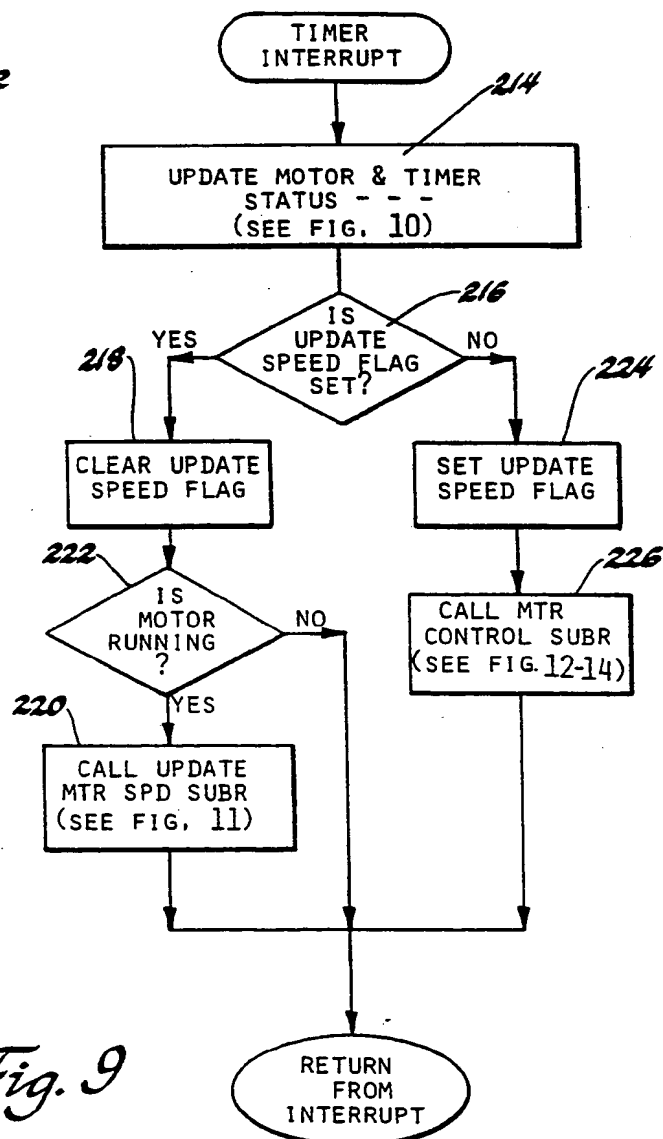 TIMER
INTERRUPT
214
UPDATE MOTOR & TIMER
STATUS - - -
(SEE FIG. 10)
216
IS
UPDATE
SPEED FLAG
SET?
YES
NO
218
CLEAR UPDATE
SPEED FLAG
224
SET UPDATE
SPEED FLAG
222
IS
MOTOR
RUNNING
?
NO
YES
226
CALL MTR
CONTROL SUBR
(SEE FIG. 12-14)
220
CALL UPDATE
MTR SPD SUBR
(SEE FIG. 11)
RETURN
FROM
INTERRUPT
Fig. 9